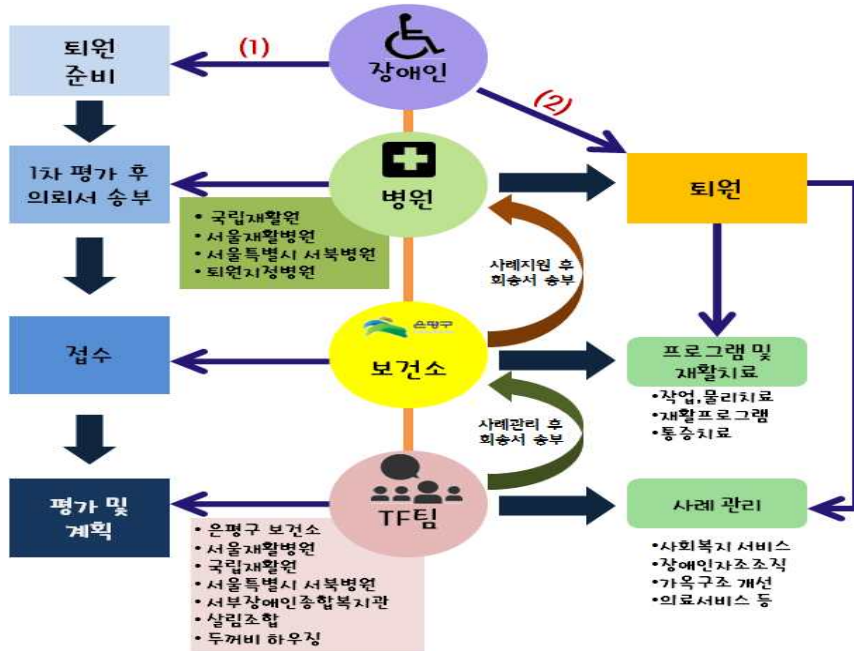 퇴원
준비
(1)
장애인
(2)
1차 평가 후
의뢰서 송부
병원
퇴원
• 국립재활원
• 서울재활병원
• 서울특별시 서북병원
• 퇴원지정병원
사례지원 후
회송서 송부
접수
은평구
보건소
프로그램 및
재활치료
•작업,물리치료
•재활프로그램
•통증치료
사례관리 후
회송서 송부
평가 및
계획
TF팀
사례 관리
• 은평구 보건소
• 서울재활병원
• 국립재활원
• 서울특별시 서북병원
• 서부장애인종합복지관
• 살림조합
• 두꺼비 하우징
•사회복지 서비스
•장애인자조조직
•가옥구조 개선
•의료서비스 등